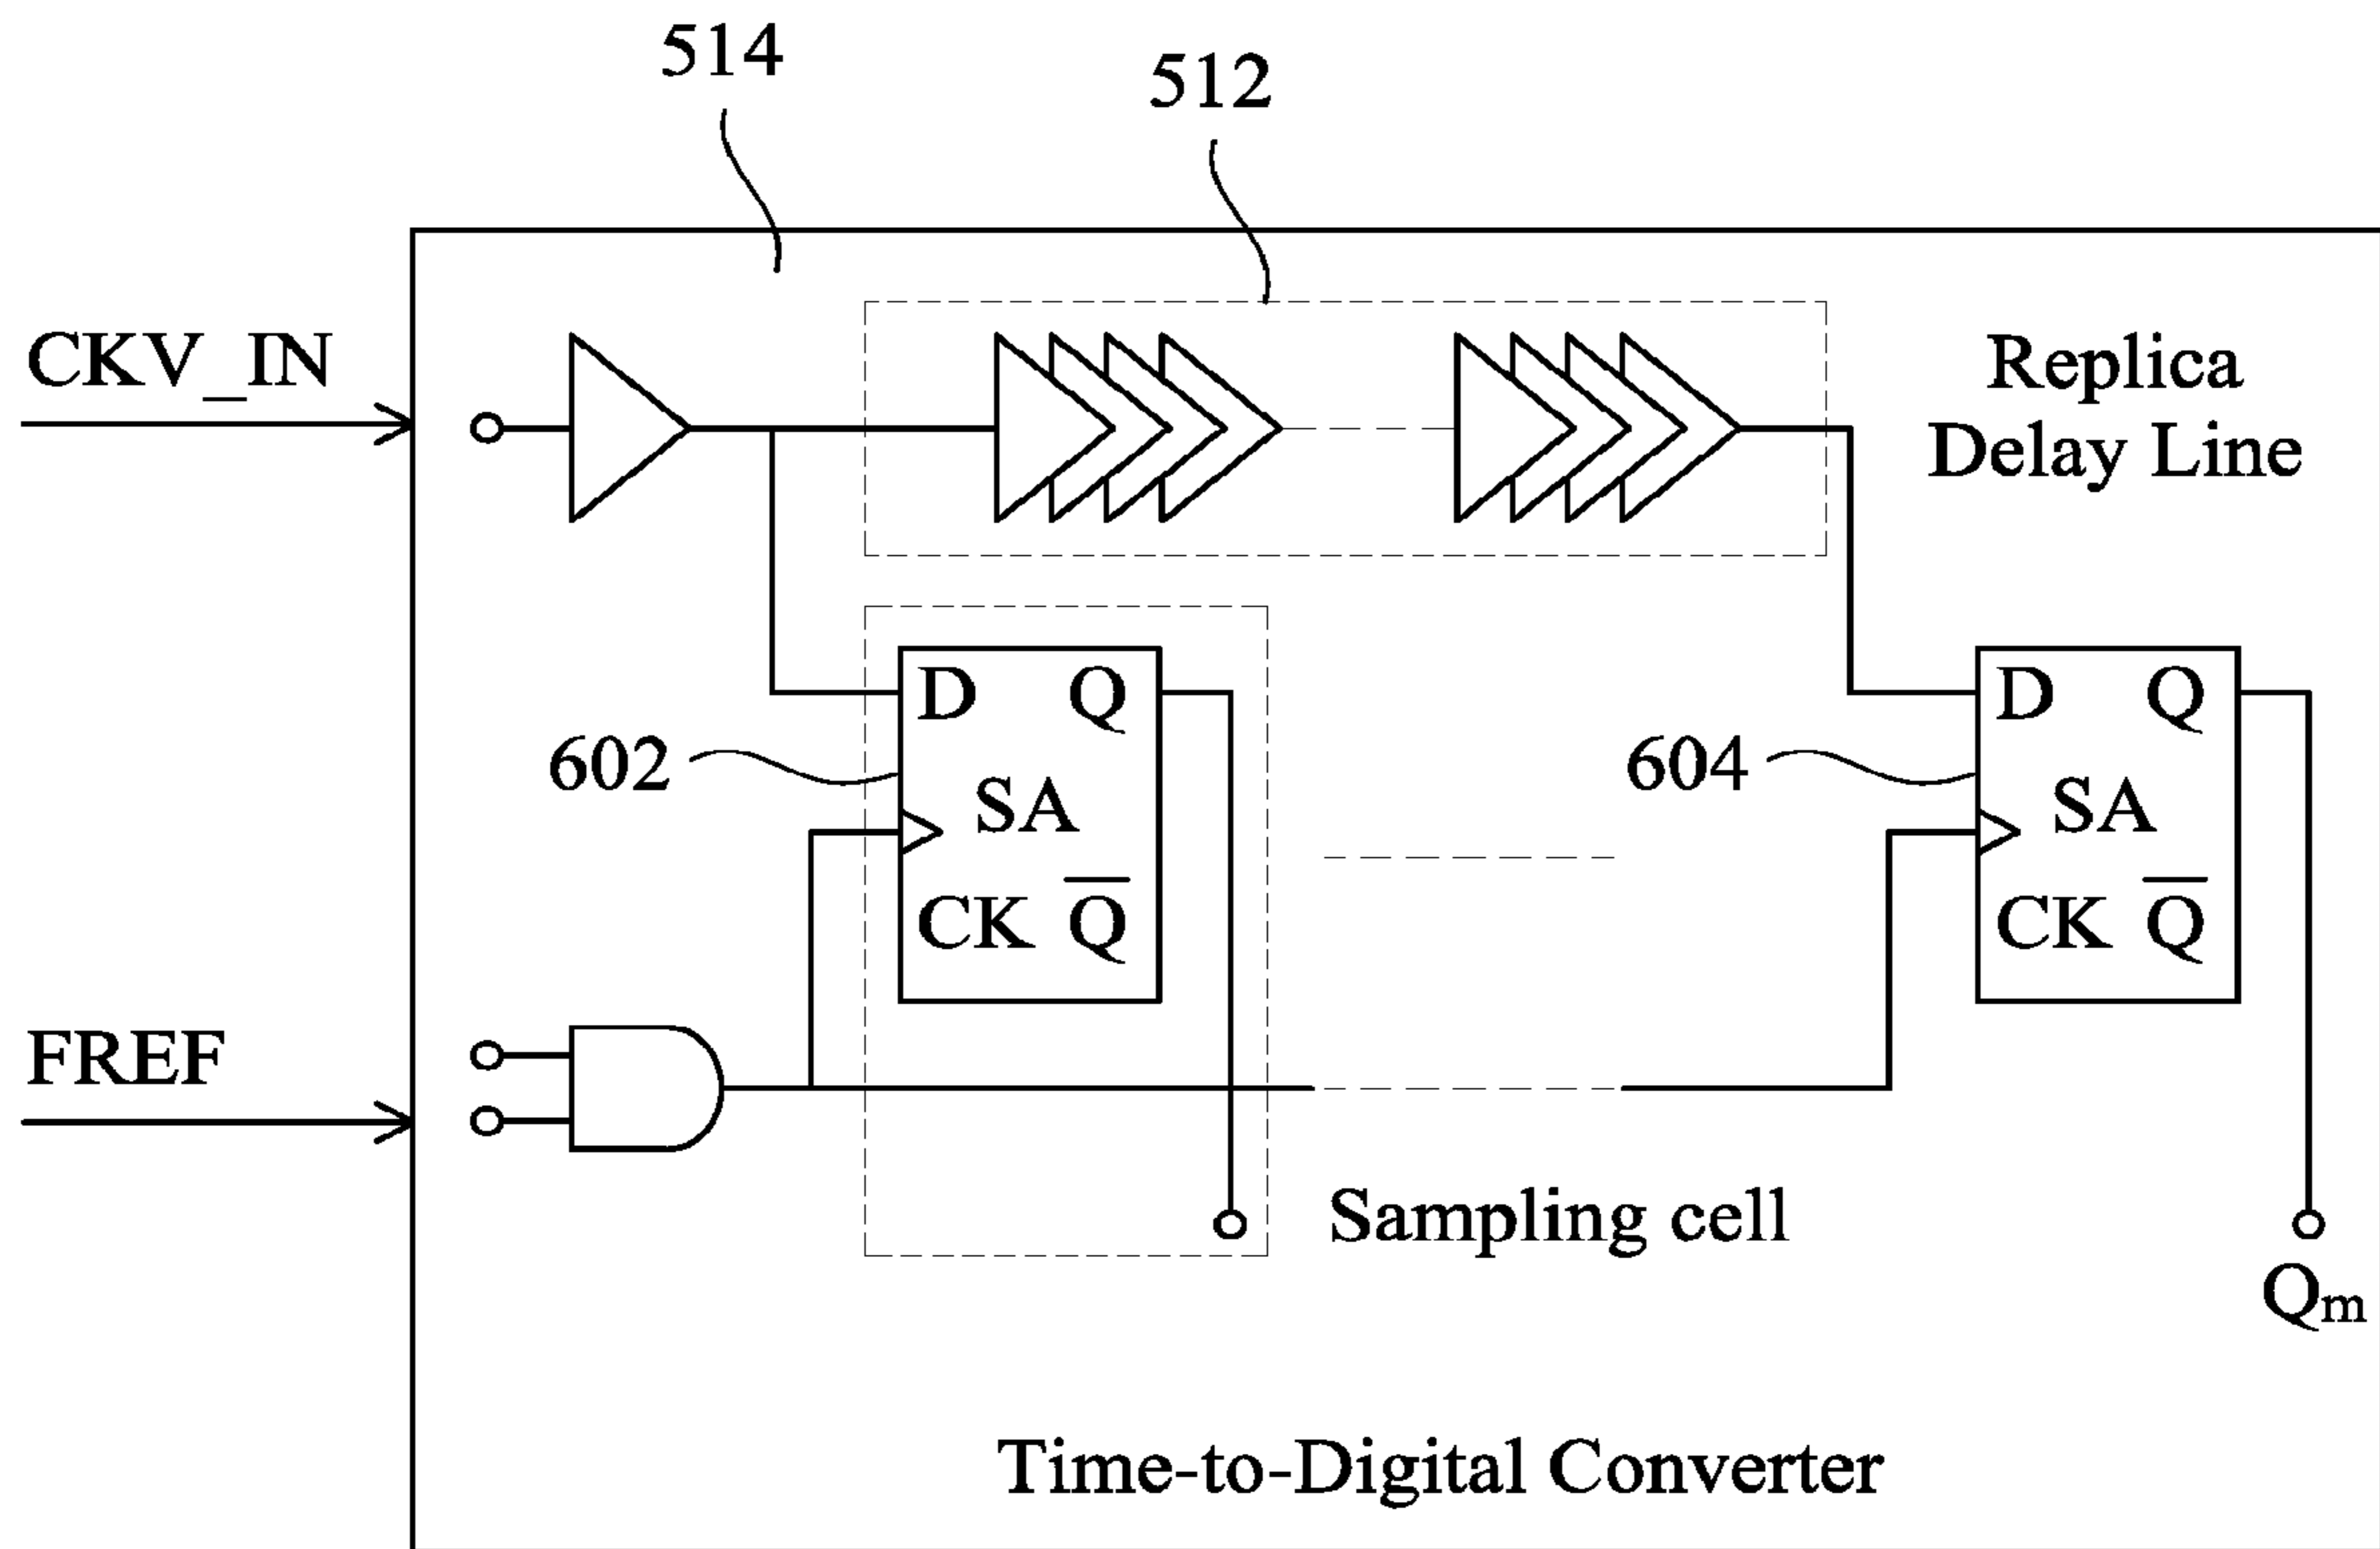 514
512
CKV_IN
Replica
Delay Line
D Q
602
SA
CK Q̅
D Q
604
SA
CK Q̅
FREF
Sampling cell
Qm
Time-to-Digital Converter